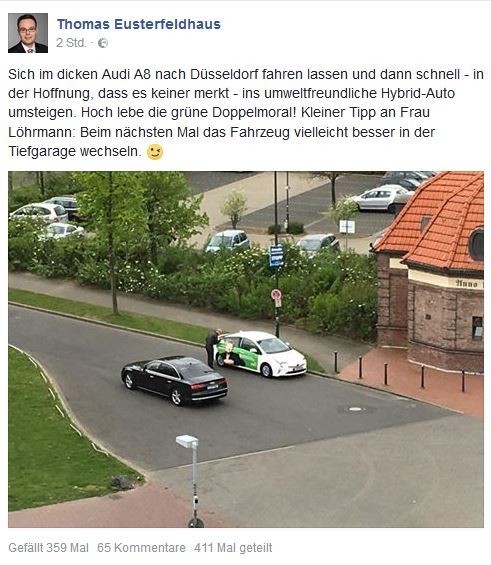 Thomas Eusterfeldhaus
2 Std. ·
Sich im dicken Audi A8 nach Düsseldorf fahren lassen und dann schnell - in
der Hoffnung, dass es keiner merkt - ins umweltfreundliche Hybrid-Auto
umsteigen. Hoch lebe die grüne Doppelmoral! Kleiner Tipp an Frau
Löhrmann: Beim nächsten Mal das Fahrzeug vielleicht besser in der
Tiefgarage wechseln. 😉
Gefällt 359 Mal 65 Kommentare 411 Mal geteilt